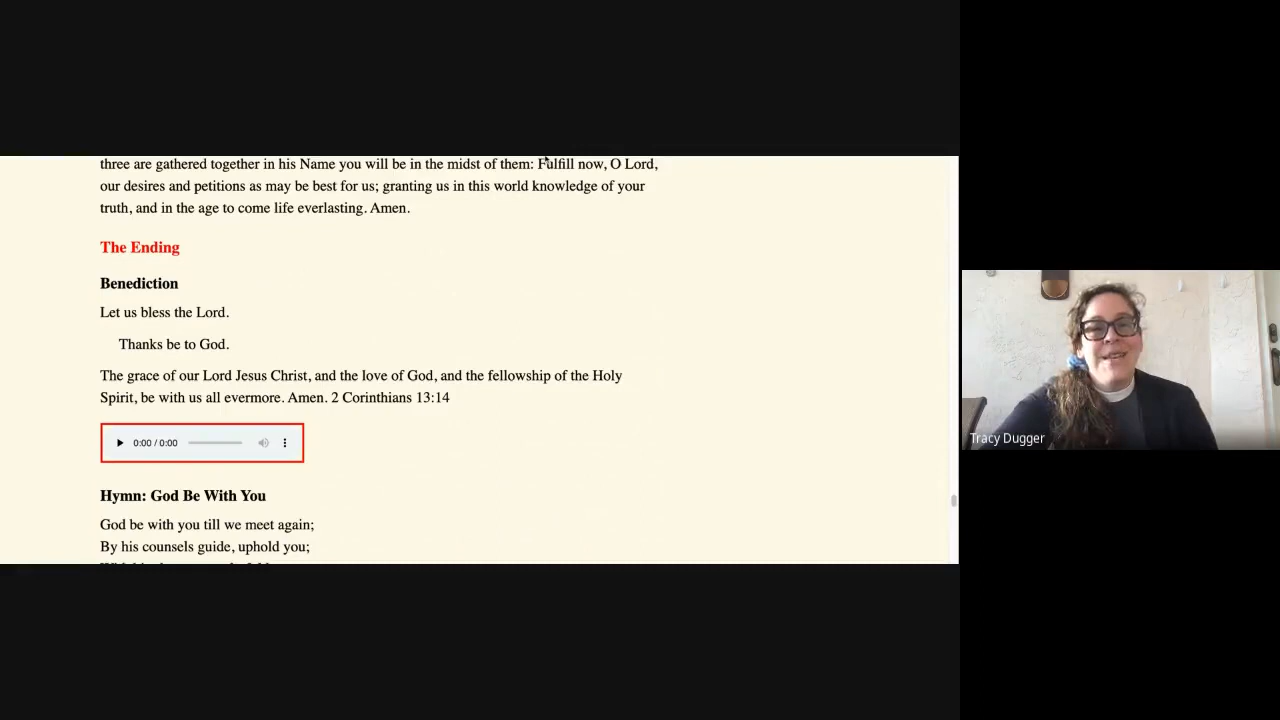 three are gathered together in his Name you will be in the midst of them: Fulfill now, O Lord,
our desires and petitions as may be best for us; granting us in this world knowledge of your
truth, and in the age to come life everlasting. Amen.
The Ending
Benediction
Let us bless the Lord.
Thanks be to God.
The grace of our Lord Jesus Christ, and the love of God, and the fellowship of the Holy
Spirit, be with us all evermore. Amen. 2 Corinthians 13:14
0:00 / 0:00
Hymn: God Be With You
God be with you till we meet again;
By his counsels guide, uphold you;
Tracy Dugger